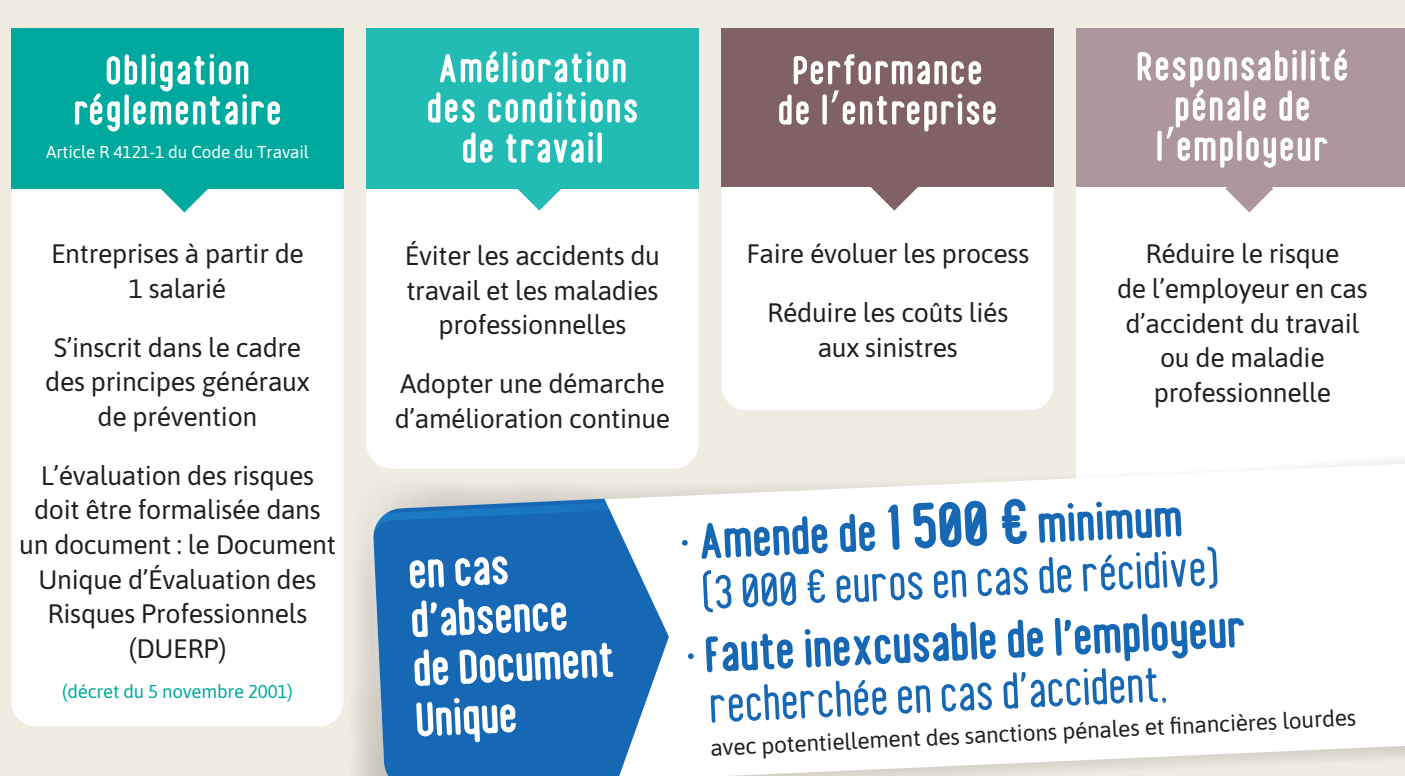 Obligation
réglementaire
Article R 4121-1 du Code du Travail
Entreprises à partir de
1 salarié
S'inscrit dans le cadre
des principes généraux
de prévention
L'évaluation des risques
doit être formalisée dans
un document : le Document
Unique d'Évaluation des
Risques Professionnels
(DUERP)
(décret du 5 novembre 2001)
Amélioration
des conditions
de travail
Éviter les accidents du
travail et les maladies
professionnelles
Adopter une démarche
d'amélioration continue
Performance
de l'entreprise
Faire évoluer les process
Réduire les coûts liés
aux sinistres
Responsabilité
pénale de
l'employeur
Réduire le risque
de l'employeur en cas
d'accident du travail
ou de maladie
professionnelle
en cas
d'absence
de Document
Unique
· Amende de 1 500 € minimum
(3 000 € euros en cas de récidive)
· Faute inexcusable de l'employeur
recherchée en cas d'accident.
avec potentiellement des sanctions pénales et financières lourdes